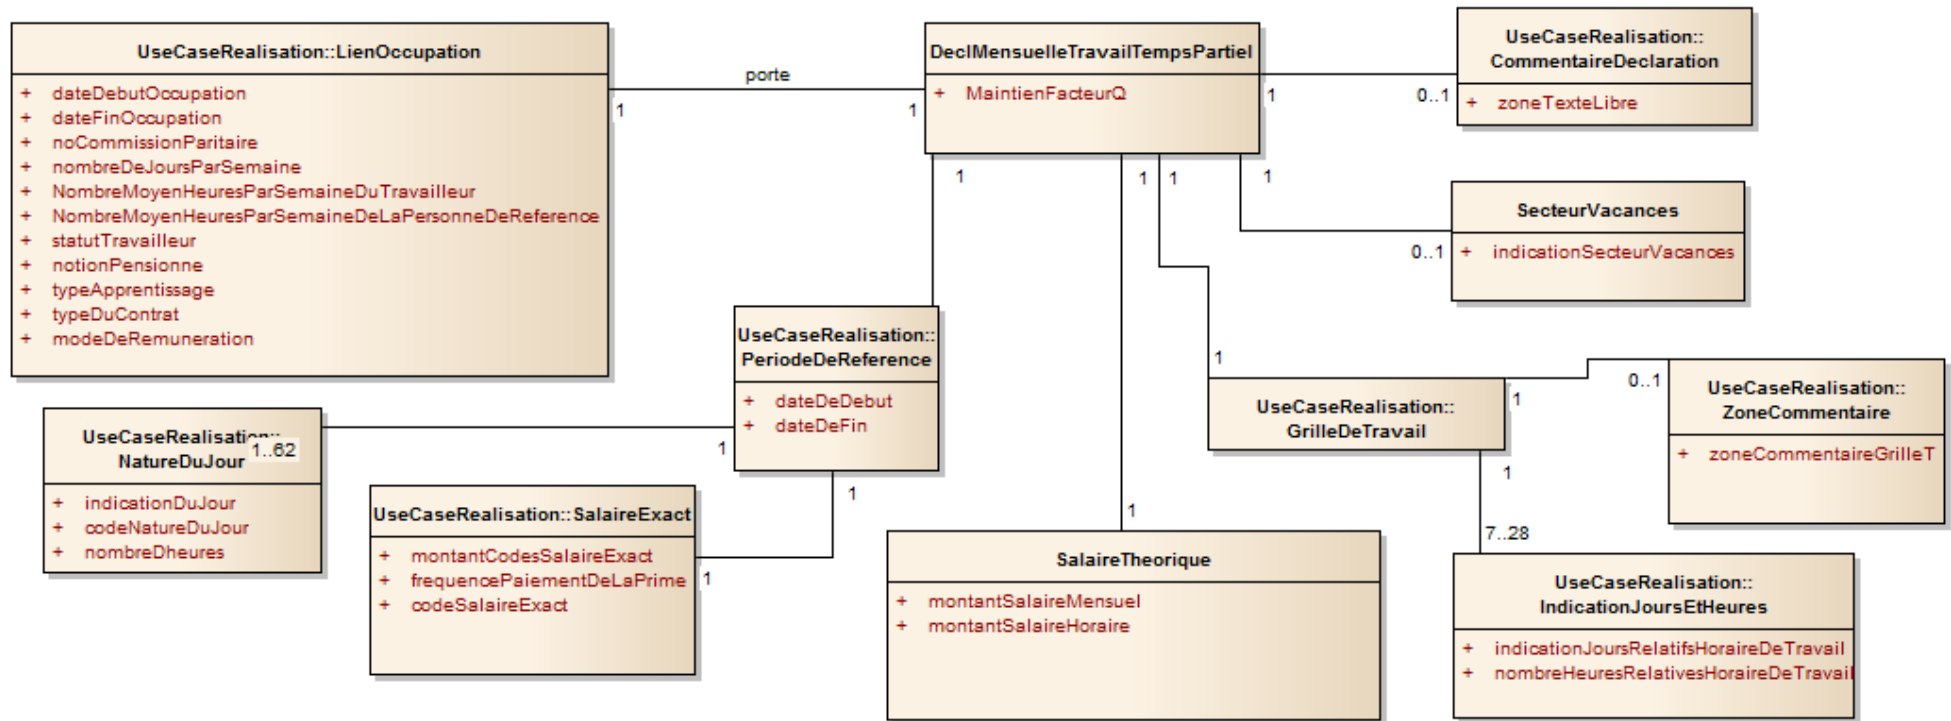 UseCaseRealisation::LienOccupation
+ dateDebutOccupation
+ dateFinOccupation
+ noCommissionParitaire
+ nombreDeJoursParSemaine
+ NombreMoyenHeuresParSemaineDuTravailleur
+ NombreMoyenHeuresParSemaineDeLaPersonneDeReference
+ statutTravailleur
+ notionPensionne
+ typeApprentissage
+ typeDuContrat
+ modeDeRemuneration
porte
1
1
DeclMensuelleTravailTempsPartiel
+ MaintienFacteurQ
1
0..1
UseCaseRealisation::
CommentaireDeclaration
+ zoneTexteLibre
1
1
1
1
SecteurVacances
+ indicationSecteurVacances
0..1
UseCaseRealisation::
PeriodeDeReference
+ dateDeDebut
+ dateDeFin
1
1
UseCaseRealisation::
NatureDuJour
1..62
+ indicationDuJour
+ codeNatureDuJour
+ nombreDheures
UseCaseRealisation::SalaireExact
+ montantCodesSalaireExact
+ frequencePaiementDeLaPrime
+ codeSalaireExact
1
1
SalaireTheorique
+ montantSalaireMensuel
+ montantSalaireHoraire
1
UseCaseRealisation::
GrilleDeTravail
1
0..1
UseCaseRealisation::
ZoneCommentaire
+ zoneCommentaireGrilleT
1
7..28
UseCaseRealisation::
IndicationJoursEtHeures
+ indicationJoursRelatifsHoraireDeTravail
+ nombreHeuresRelativesHoraireDeTravail